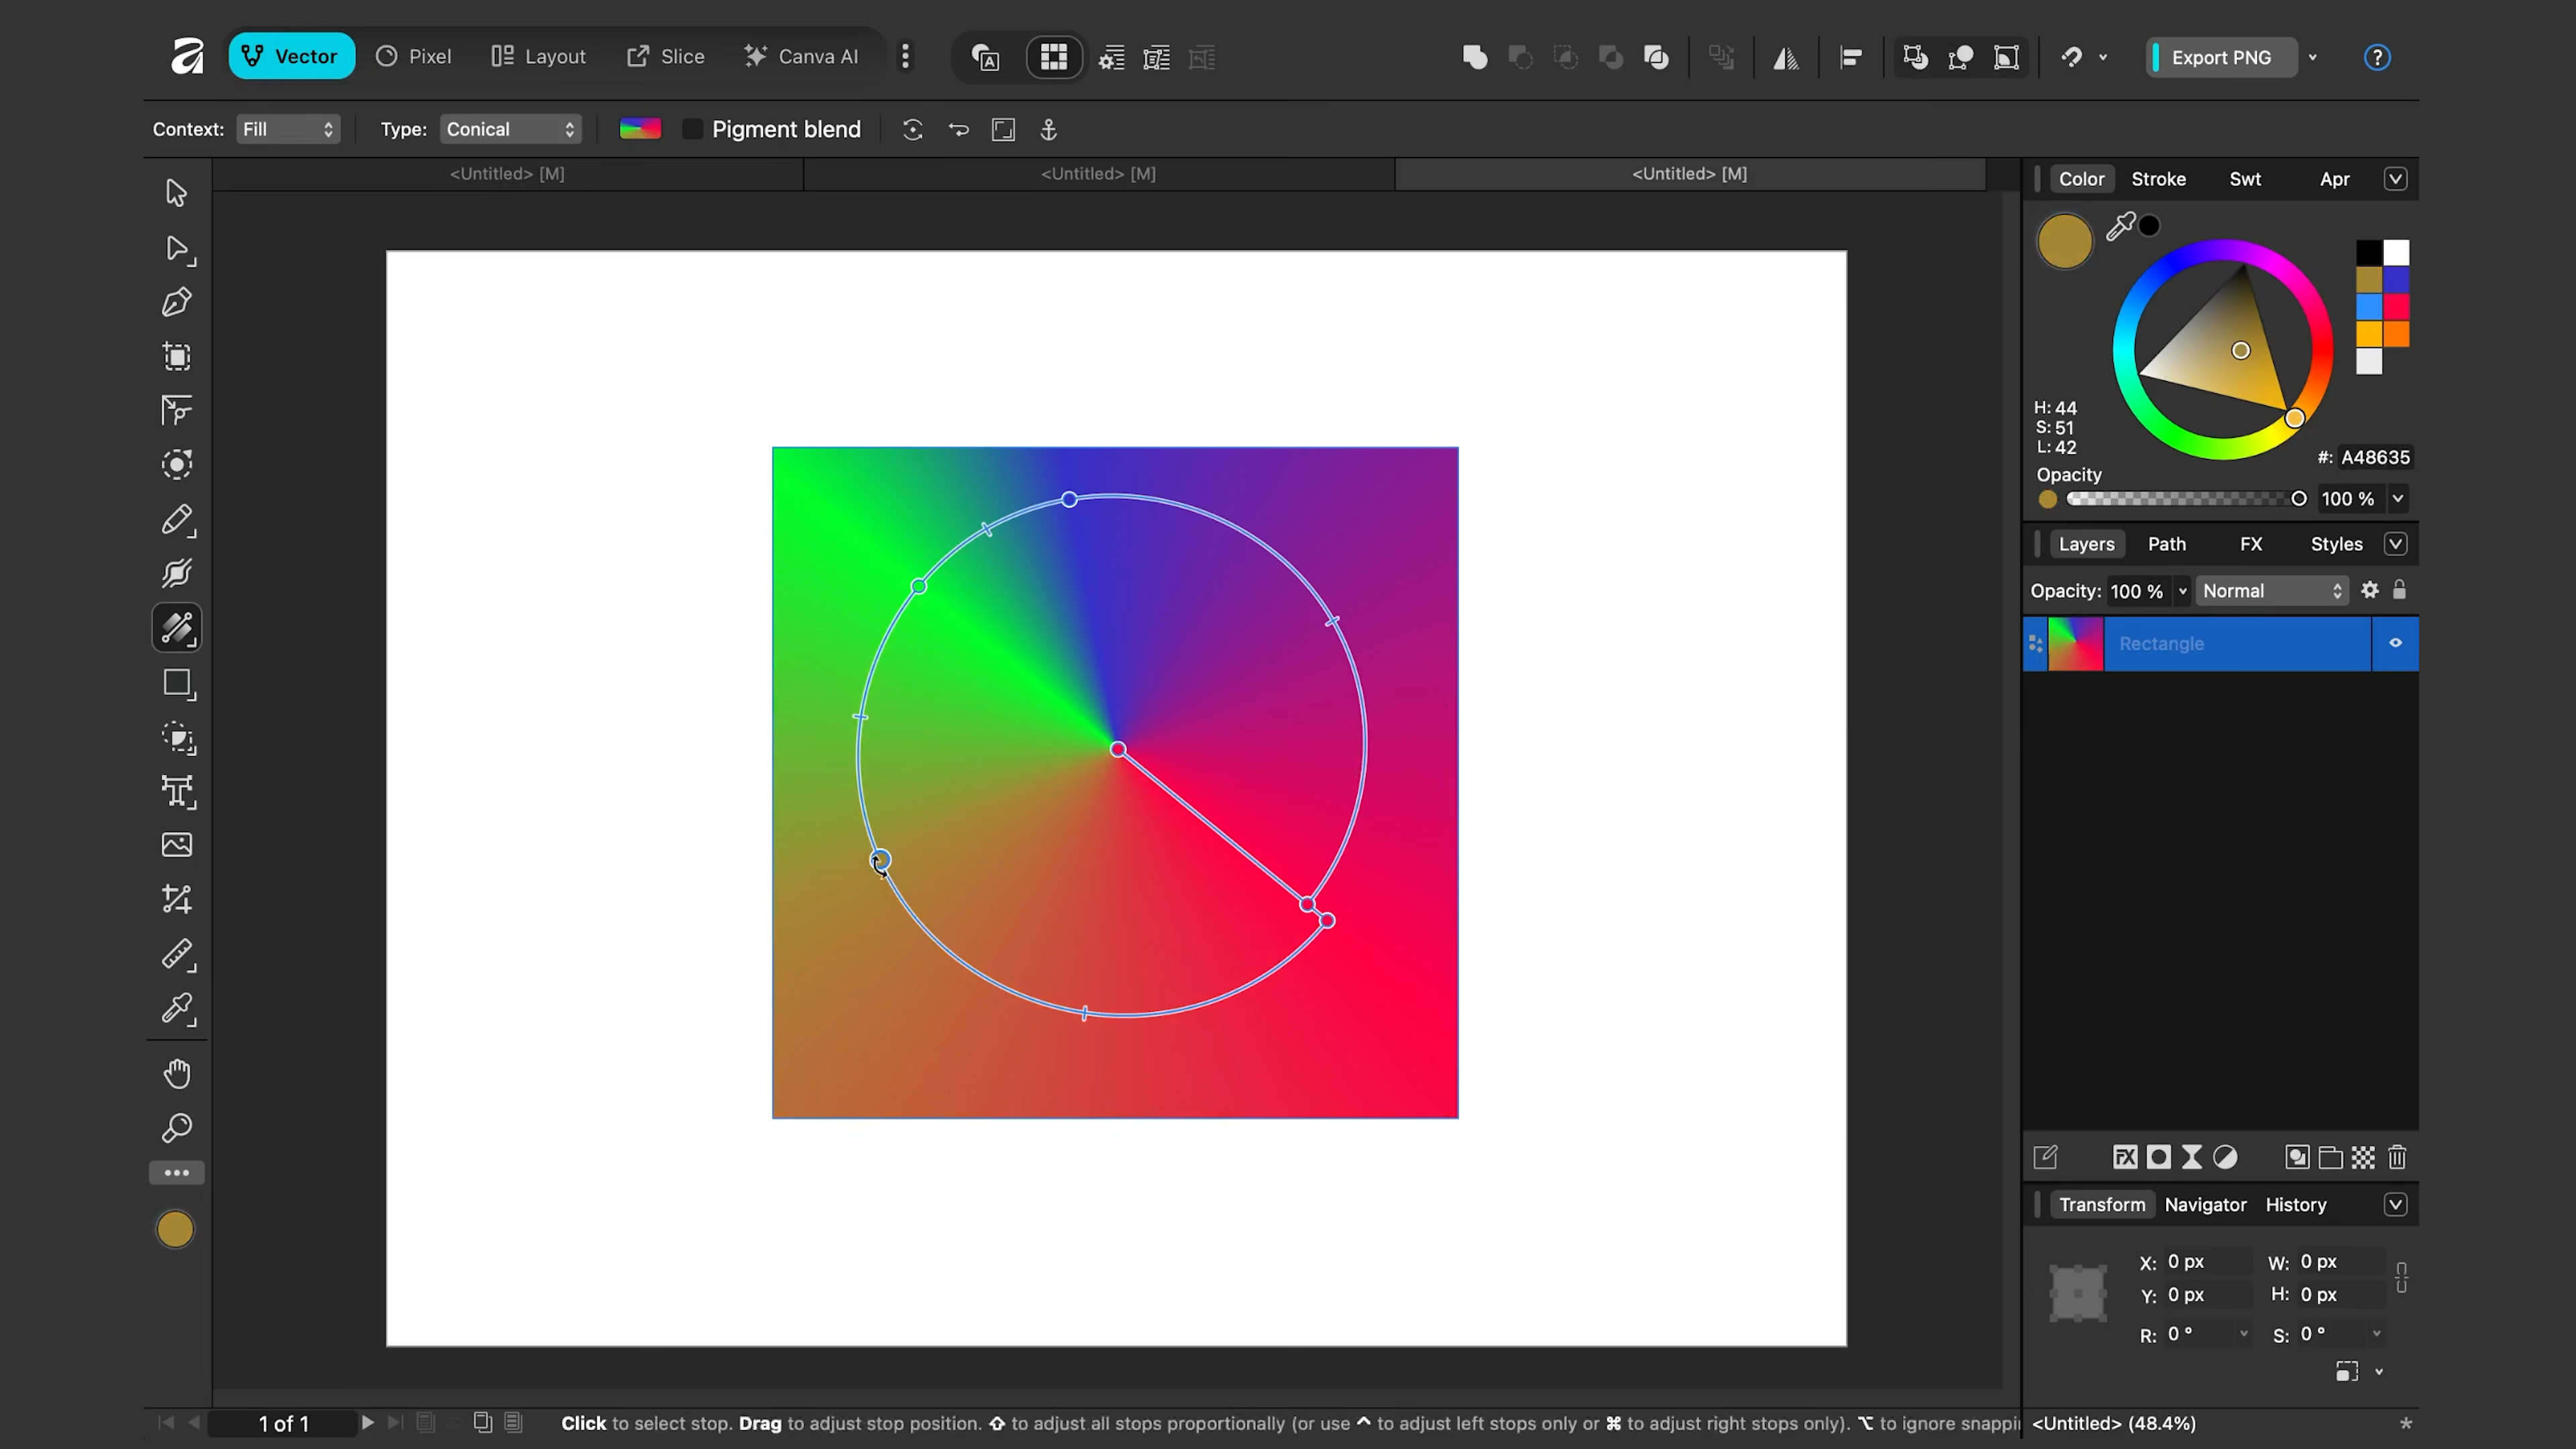 Vector Pixel Layout Slice Canva AI Export PNG ?
Context: Fill Type: Conical Pigment blend
<Untitled> [M] <Untitled> [M] <Untitled> [M]
Color Stroke Swt Apr
H: 44
S: 51
L: 42
#: A48635
Opacity
100 %
Layers Path FX Styles
Opacity: 100 % Normal
Rectangle
FX
Transform Navigator History
X: 0 px W: 0 px
Y: 0 px H: 0 px
R: 0 ° S: 0 °
1 of 1 Click to select stop. Drag to adjust stop position. ⇧ to adjust all stops proportionally (or use ^ to adjust left stops only or ⌘ to adjust right stops only). ⌥ to ignore snappin <Untitled> (48.4%) *